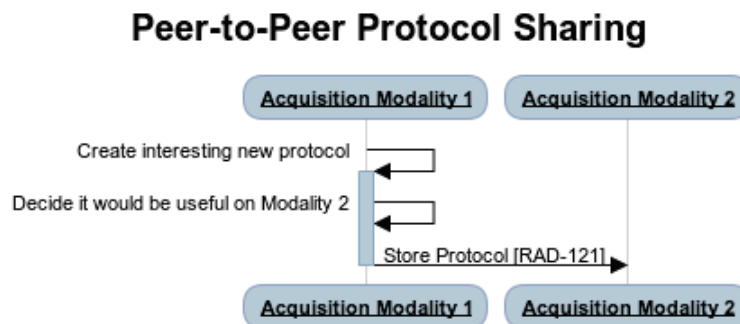 Peer-to-Peer Protocol Sharing
Acquisition Modality 1
Acquisition Modality 2
Create interesting new protocol
Decide it would be useful on Modality 2
Store Protocol [RAD-121]
Acquisition Modality 1
Acquisition Modality 2